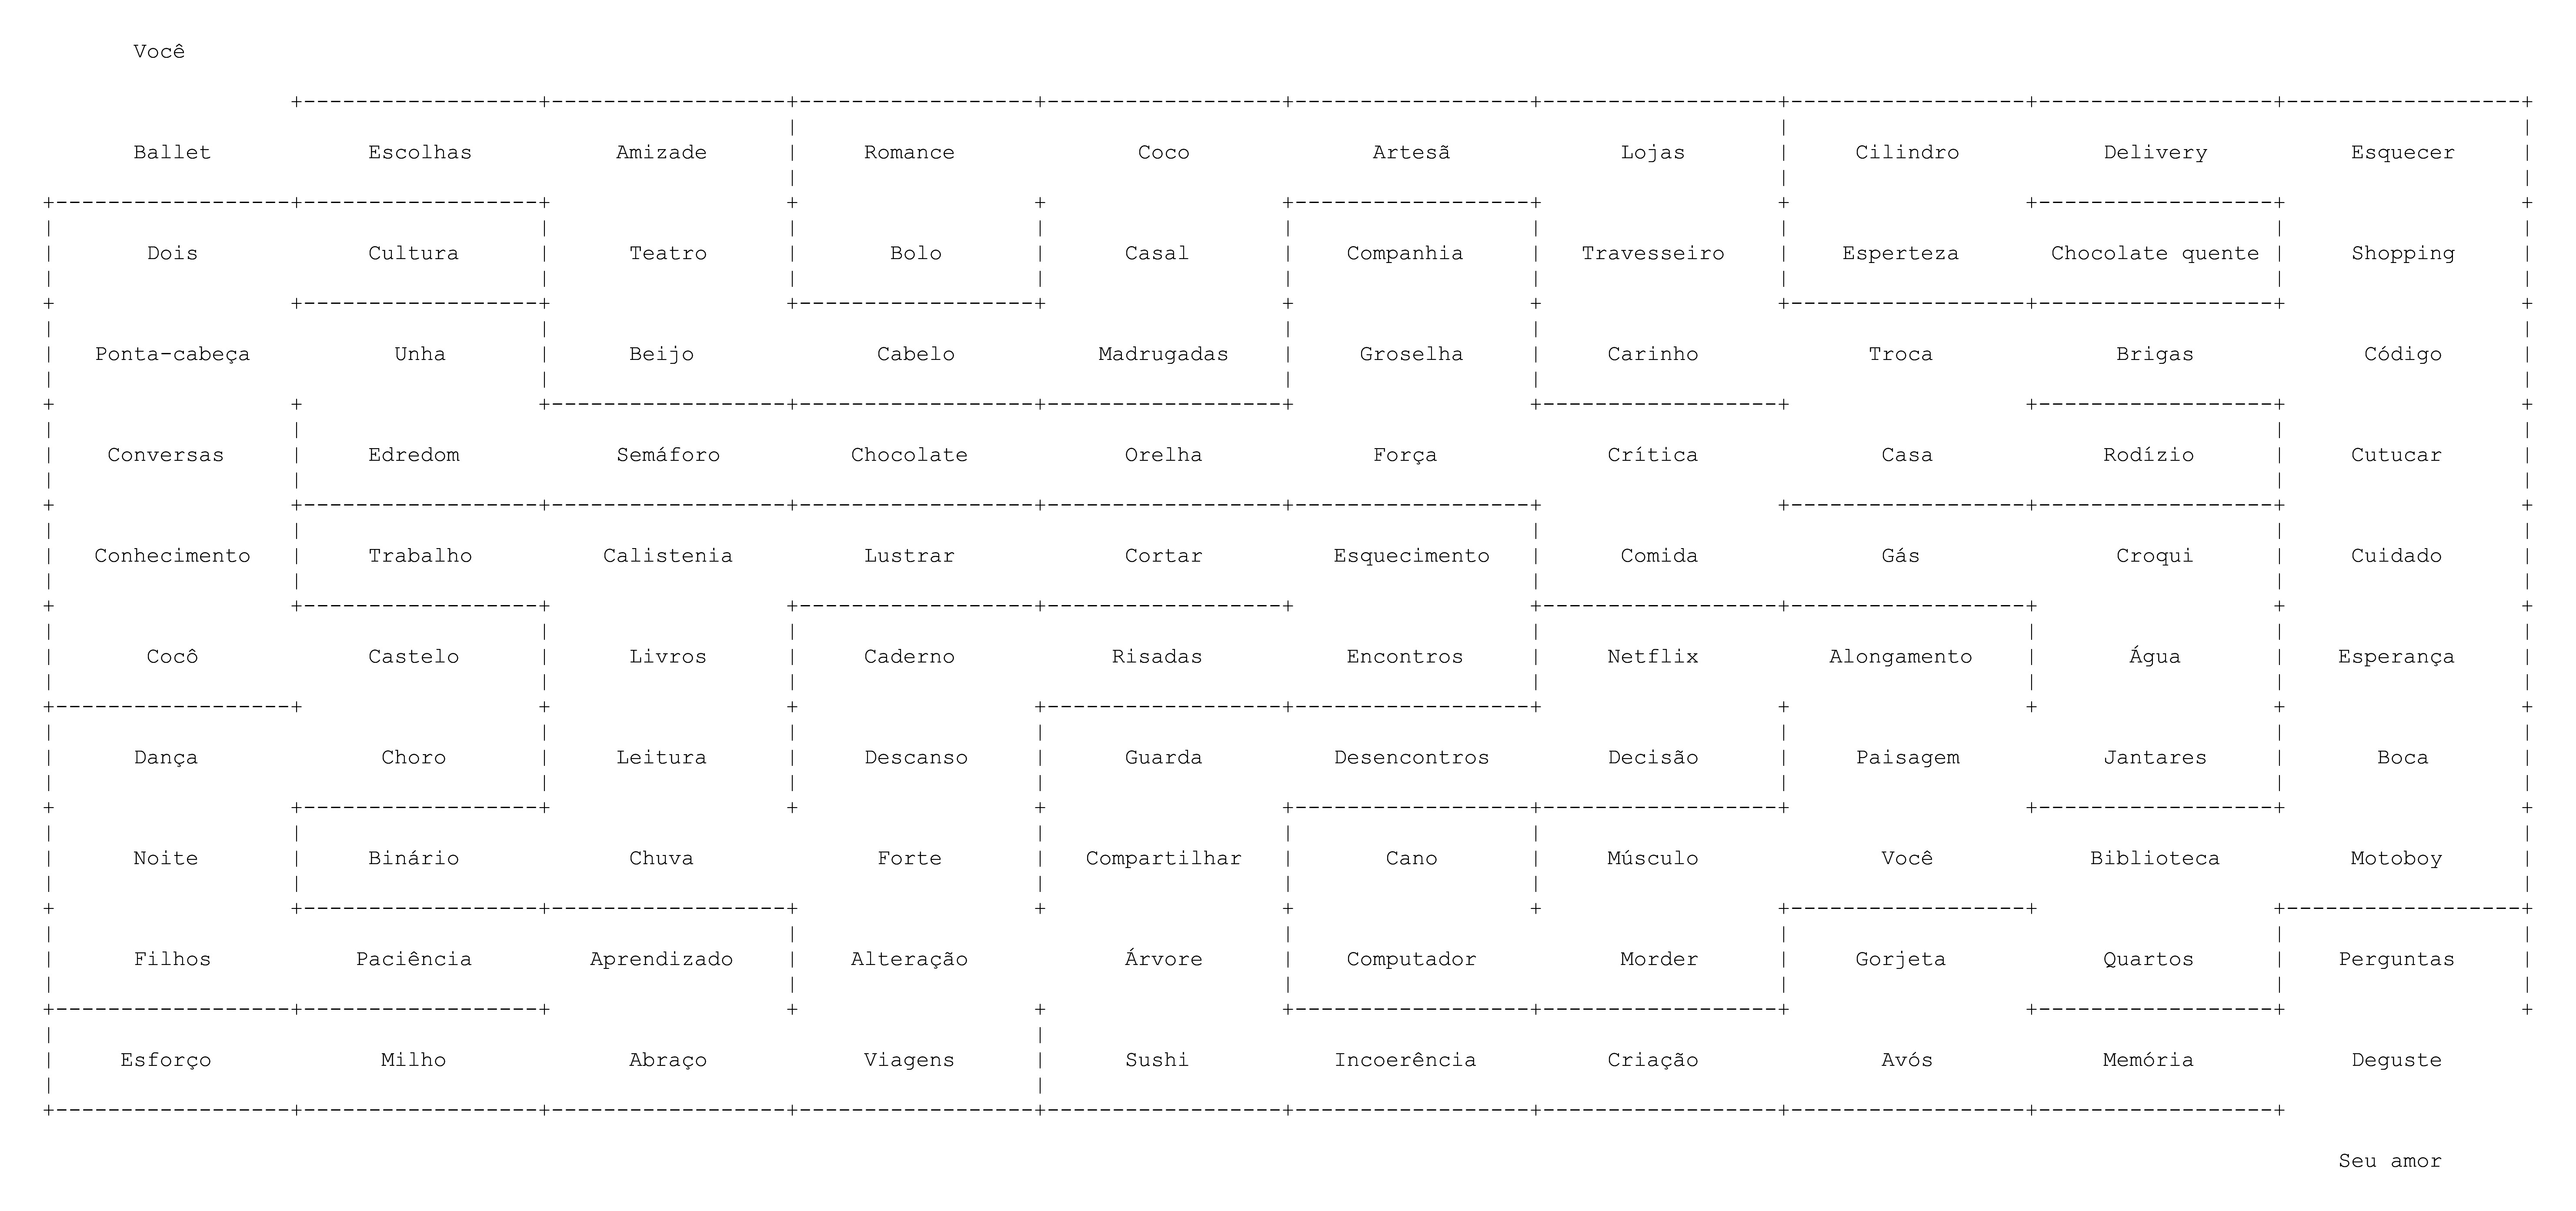 Você
Ballet Escolhas Amizade Romance Coco Artesã Lojas Cilindro Delivery Esquecer
Dois Cultura Teatro Bolo Casal Companhia Travesseiro Esperteza Chocolate quente Shopping
Ponta-cabeça Unha Beijo Cabelo Madrugadas Groselha Carinho Troca Brigas Código
Conversas Edredom Semáforo Chocolate Orelha Força Crítica Casa Rodízio Cutucar
Conhecimento Trabalho Calistenia Lustrar Cortar Esquecimento Comida Gás Croqui Cuidado
Cocô Castelo Livros Caderno Risadas Encontros Netflix Alongamento Água Esperança
Dança Choro Leitura Descanso Guarda Desencontros Decisão Paisagem Jantares Boca
Noite Binário Chuva Forte Compartilhar Cano Músculo Você Biblioteca Motoboy
Filhos Paciência Aprendizado Alteração Árvore Computador Morder Gorjeta Quartos Perguntas
Esforço Milho Abraço Viagens Sushi Incoerência Criação Avós Memória Deguste
Seu amor